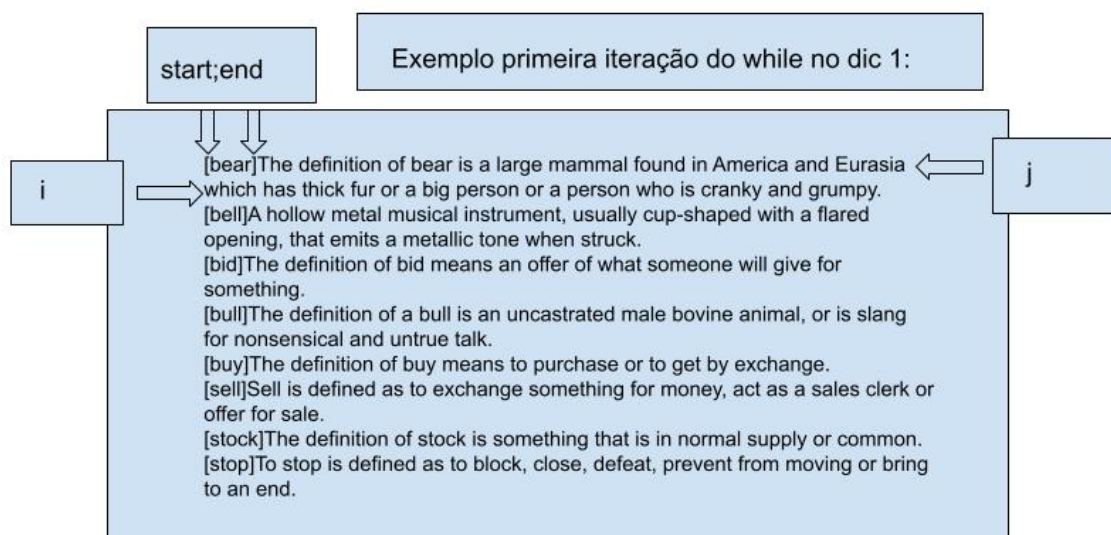 start;end
Exemplo primeira iteração do while no dic 1:
i
j
[bear]The definition of bear is a large mammal found in America and Eurasia
which has thick fur or a big person or a person who is cranky and grumpy.
[bell]A hollow metal musical instrument, usually cup-shaped with a flared
opening, that emits a metallic tone when struck.
[bid]The definition of bid means an offer of what someone will give for
something.
[bull]The definition of a bull is an uncastrated male bovine animal, or is slang
for nonsensical and untrue talk.
[buy]The definition of buy means to purchase or to get by exchange.
[sell]Sell is defined as to exchange something for money, act as a sales clerk or
offer for sale.
[stock]The definition of stock is something that is in normal supply or common.
[stop]To stop is defined as to block, close, defeat, prevent from moving or bring
to an end.